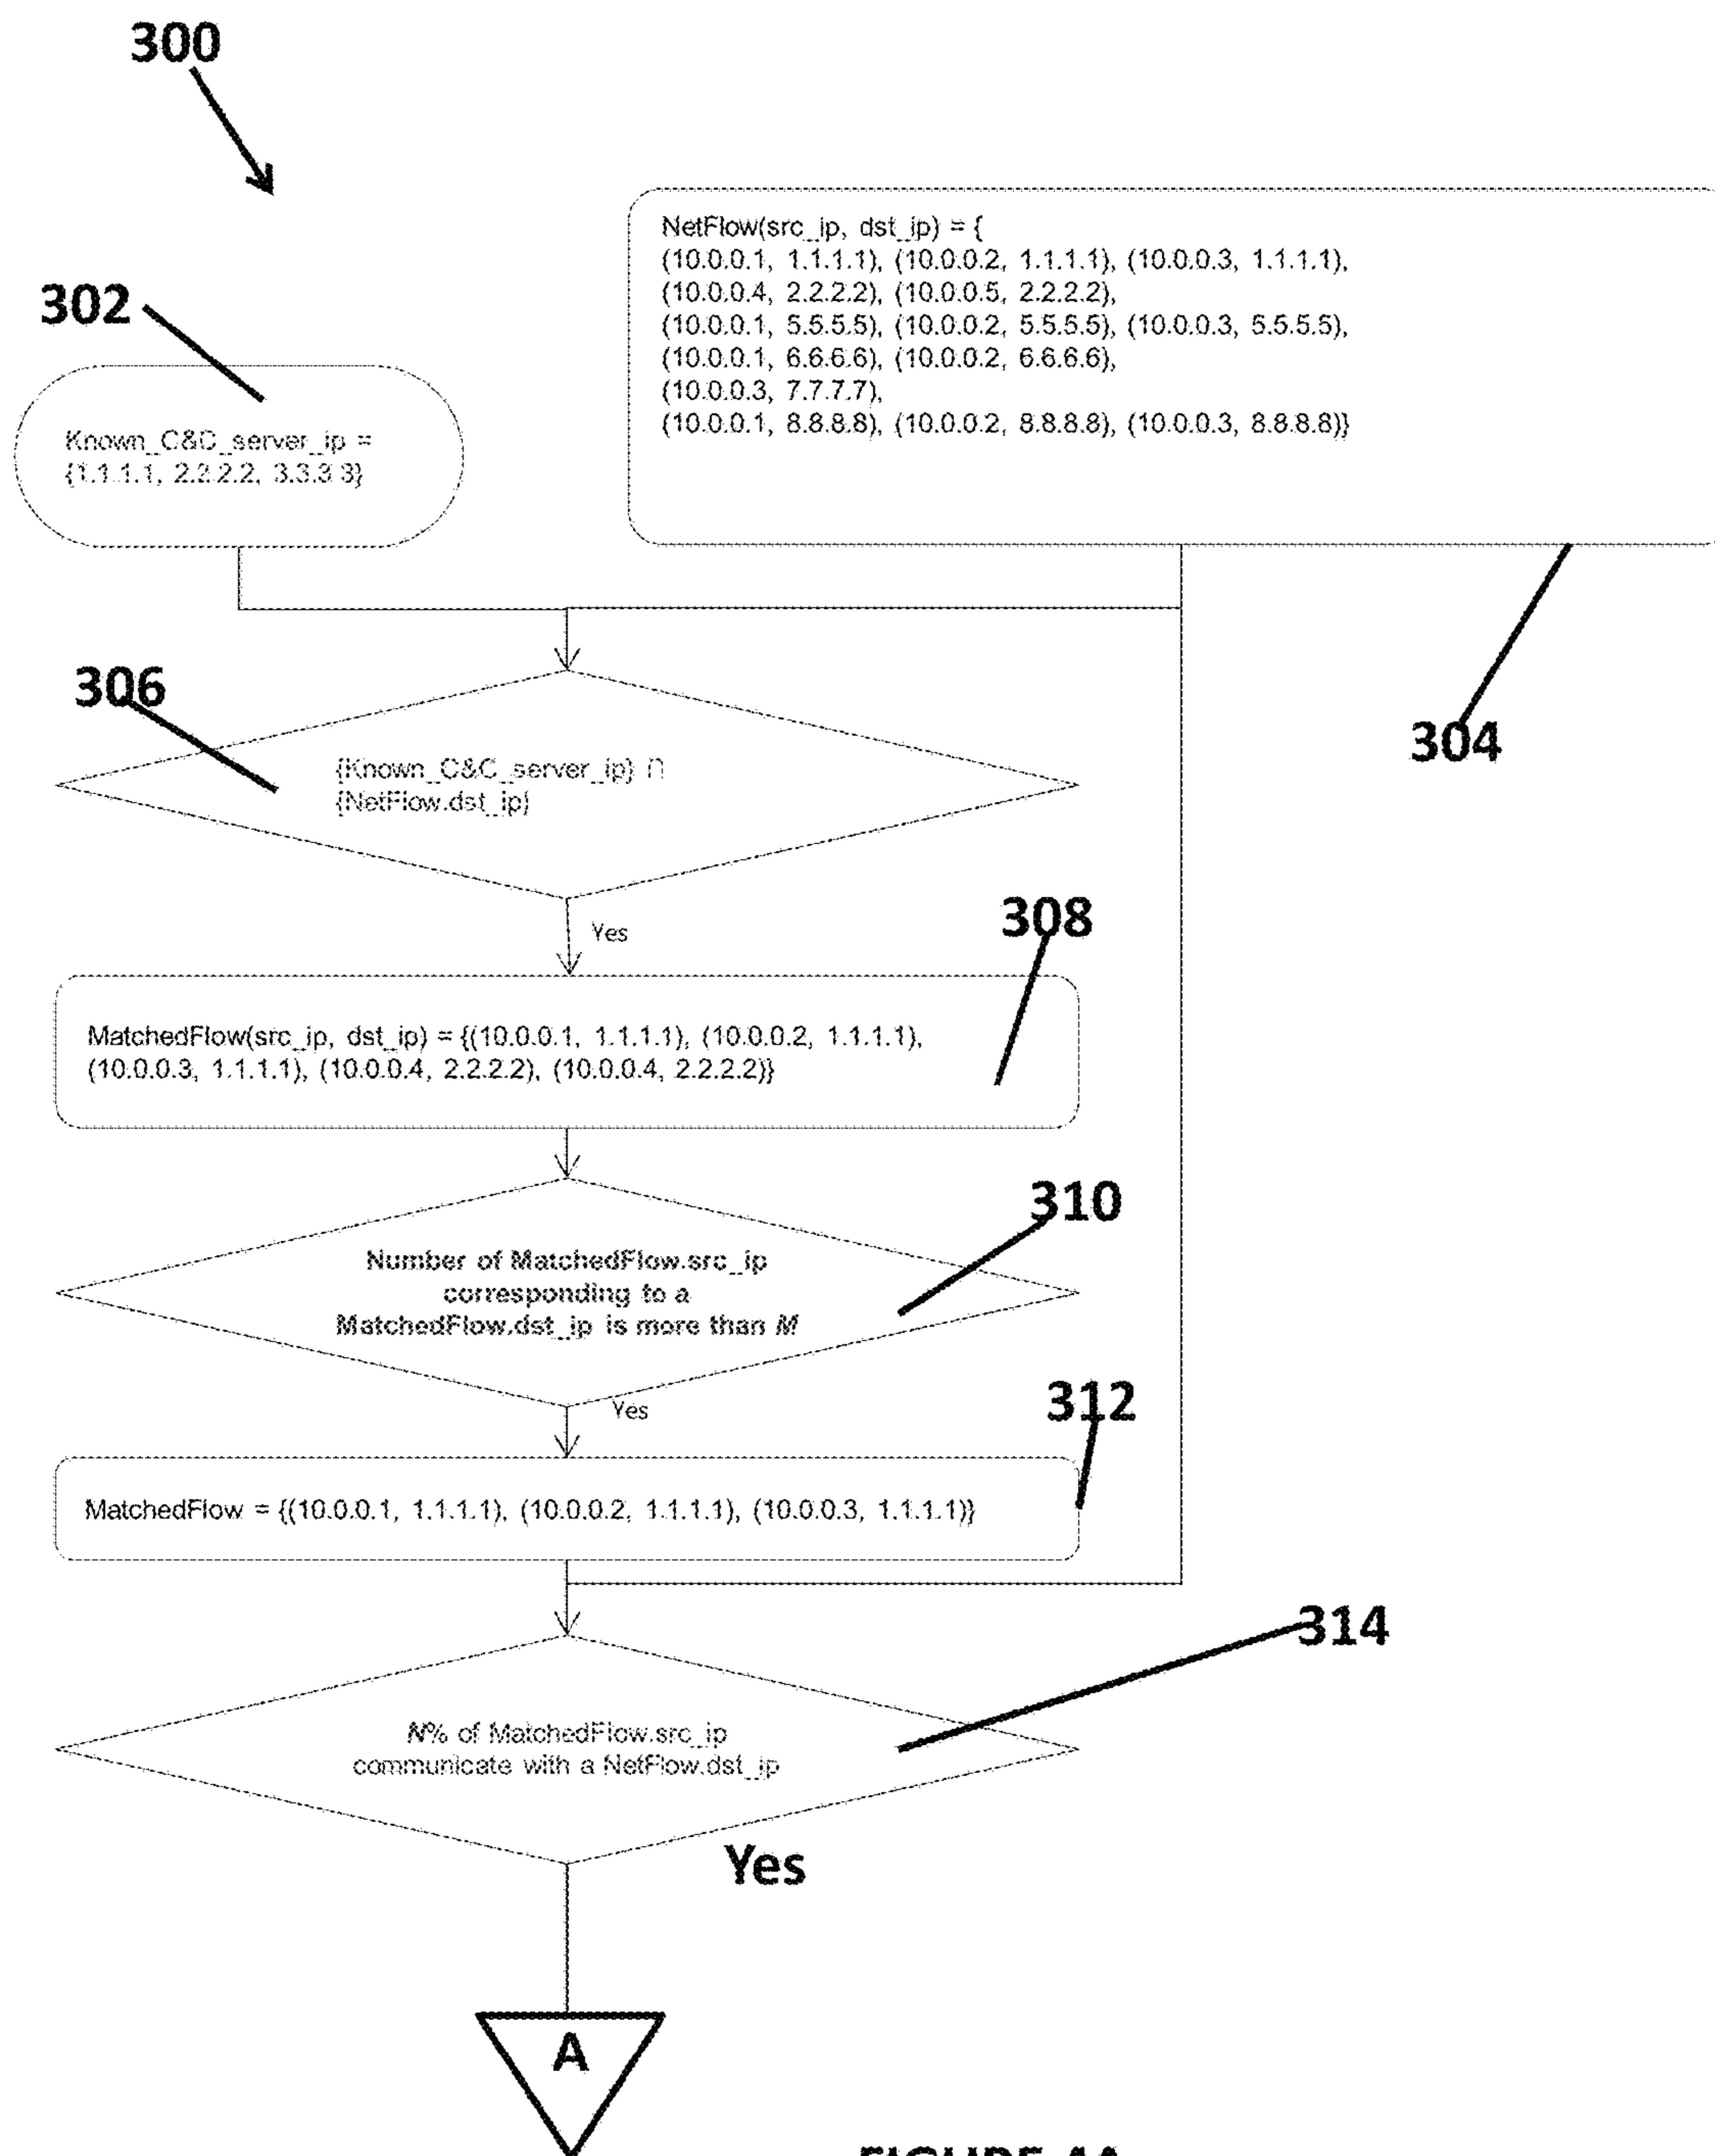 300
NetFlow(src_ip, dst_ip) = {
(10.0.0.1, 1.1.1.1), (10.0.0.2, 1.1.1.1), (10.0.0.3, 1.1.1.1),
(10.0.0.4, 2.2.2.2), (10.0.0.5, 2.2.2.2),
(10.0.0.1, 5.5.5.5), (10.0.0.2, 5.5.5.5), (10.0.0.3, 5.5.5.5),
(10.0.0.1, 6.6.6.6), (10.0.0.2, 6.6.6.6),
(10.0.0.3, 7.7.7.7),
(10.0.0.1, 8.8.8.8), (10.0.0.2, 8.8.8.8), (10.0.0.3, 8.8.8.8)}
302
Known_C&C_server_ip =
{1.1.1.1, 2.2.2.2, 3.3.3.3}
304
306
{Known_C&C_server_ip} ∩
{NetFlow.dst_ip}
Yes
308
MatchedFlow(src_ip, dst_ip) = {(10.0.0.1, 1.1.1.1), (10.0.0.2, 1.1.1.1),
(10.0.0.3, 1.1.1.1), (10.0.0.4, 2.2.2.2), (10.0.0.4, 2.2.2.2)}
310
Number of MatchedFlow.src_ip
corresponding to a
MatchedFlow.dst_ip is more than M
Yes
312
MatchedFlow = {(10.0.0.1, 1.1.1.1), (10.0.0.2, 1.1.1.1), (10.0.0.3, 1.1.1.1)}
314
N% of MatchedFlow.src_ip
communicate with a NetFlow.dst_ip
Yes
A
FIGURE 4A